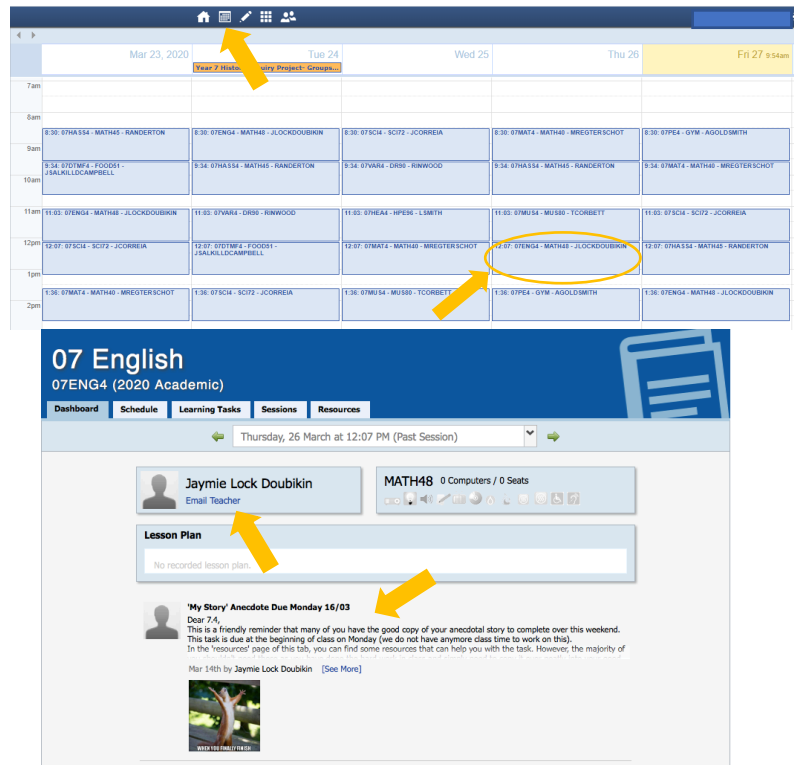 Mar 23, 2020 Tue 24 Wed 25 Thu 26 Fri 27 9:54am
Year 7 Histo uiry Project- Groups...
7am
8am
8:30: 07HASS4 - MATH45 - RANDERTON
8:30: 07ENG4 - MATH48 - JLOCKDOUBIKIN
8:30: 07SCI4 - SCI72 - JCORREIA
8:30: 07MAT4 - MATH40 - MREGTERSCHOT
8:30: 07PE4 - GYM - AGOLDSMITH
9am
9:34: 07DTMF4 - FOOD51 -
JSALKILLDCAMPBELL
9:34: 07HASS4 - MATH45 - RANDERTON
9:34: 07VAR4 - DR90 - RINWOOD
9:34: 07HASS4 - MATH45 - RANDERTON
9:34: 07MAT4 - MATH40 - MREGTERSCHOT
10am
11am
11:03: 07ENG4 - MATH48 - JLOCKDOUBIKIN
11:03: 07VAR4 - DR90 - RINWOOD
11:03: 07HEA4 - HPE96 - LSMITH
11:03: 07MUS4 - MUS80 - TCORBETT
11:03: 07SCI4 - SCI72 - JCORREIA
12pm
12:07: 07SCI4 - SCI72 - JCORREIA
12:07: 07DTMF4 - FOOD51 -
JSALKILLDCAMPBELL
12:07: 07MAT4 - MATH40 - MREGTERSCHOT
12:07: 07ENG4 - MATH48 - JLOCKDOUBIKIN
12:07: 07HASS4 - MATH45 - RANDERTON
1pm
1:36: 07MAT4 - MATH40 - MREGTERSCHOT
1:36: 07SCI4 - SCI72 - JCORREIA
1:36: 07MUS4 - MUS80 - TCORBETT
1:36: 07PE4 - GYM - AGOLDSMITH
1:36: 07ENG4 - MATH48 - JLOCKDOUBIKIN
2pm
07 English
07ENG4 (2020 Academic)
Dashboard Schedule Learning Tasks Sessions Resources
Thursday, 26 March at 12:07 PM (Past Session)
Jaymie Lock Doubikin
Email Teacher
MATH48 0 Computers / 0 Seats
Lesson Plan
No recorded lesson plan.
'My Story' Anecdote Due Monday 16/03
Dear 7.4,
This is a friendly reminder that many of you have the good copy of your anecdotal story to complete over this weekend.
This task is due at the beginning of class on Monday (we do not have anymore class time to work on this).
In the 'resources' page of this tab, you can find some resources that can help you with the task. However, the majority of
Mar 14th by Jaymie Lock Doubikin [See More]
WHEN YOU FINALLY FINISH